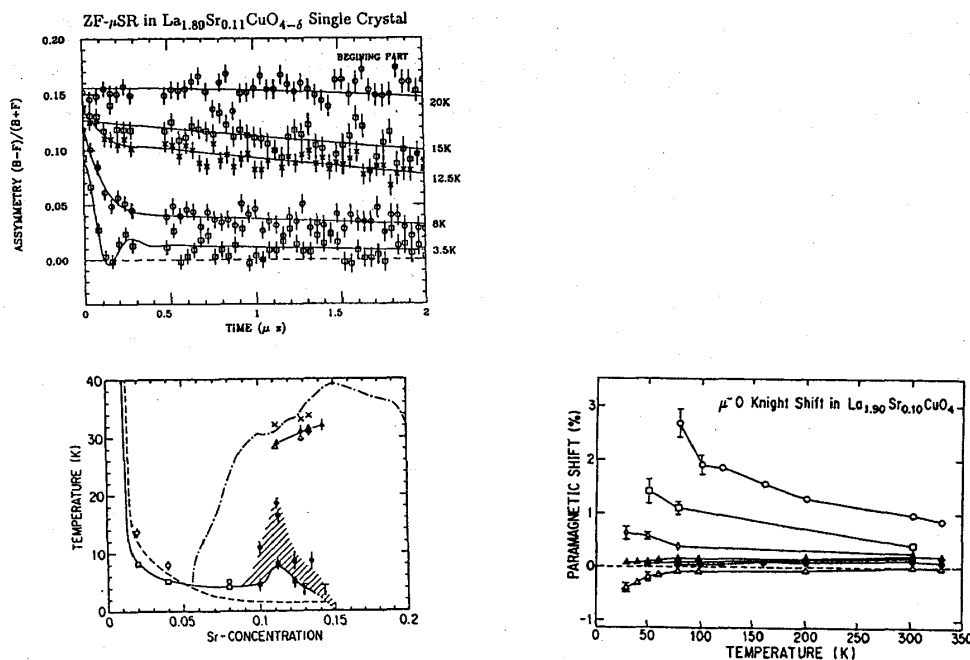 ZF-μSR in La1.89Sr0.11CuO4-δ Single Crystal
BEGINING PART
0.20
0.15
0.10
0.05
0.00
ASSYMETRY (B-F)/(B+F)
20K
15K
12.5K
6K
3.5K
0
0.5
1
1.5
2
TIME (μ s)
40
30
20
10
0
TEMPERATURE (K)
0
0.05
0.10
0.15
0.2
Sr-CONCENTRATION
μ⁻O Knight Shift in La1.90Sr0.10CuO4
3
2
1
0
-1
PARAMAGNETIC SHIFT (%)
0
50
100
150
200
250
300
TEMPERATURE (K)